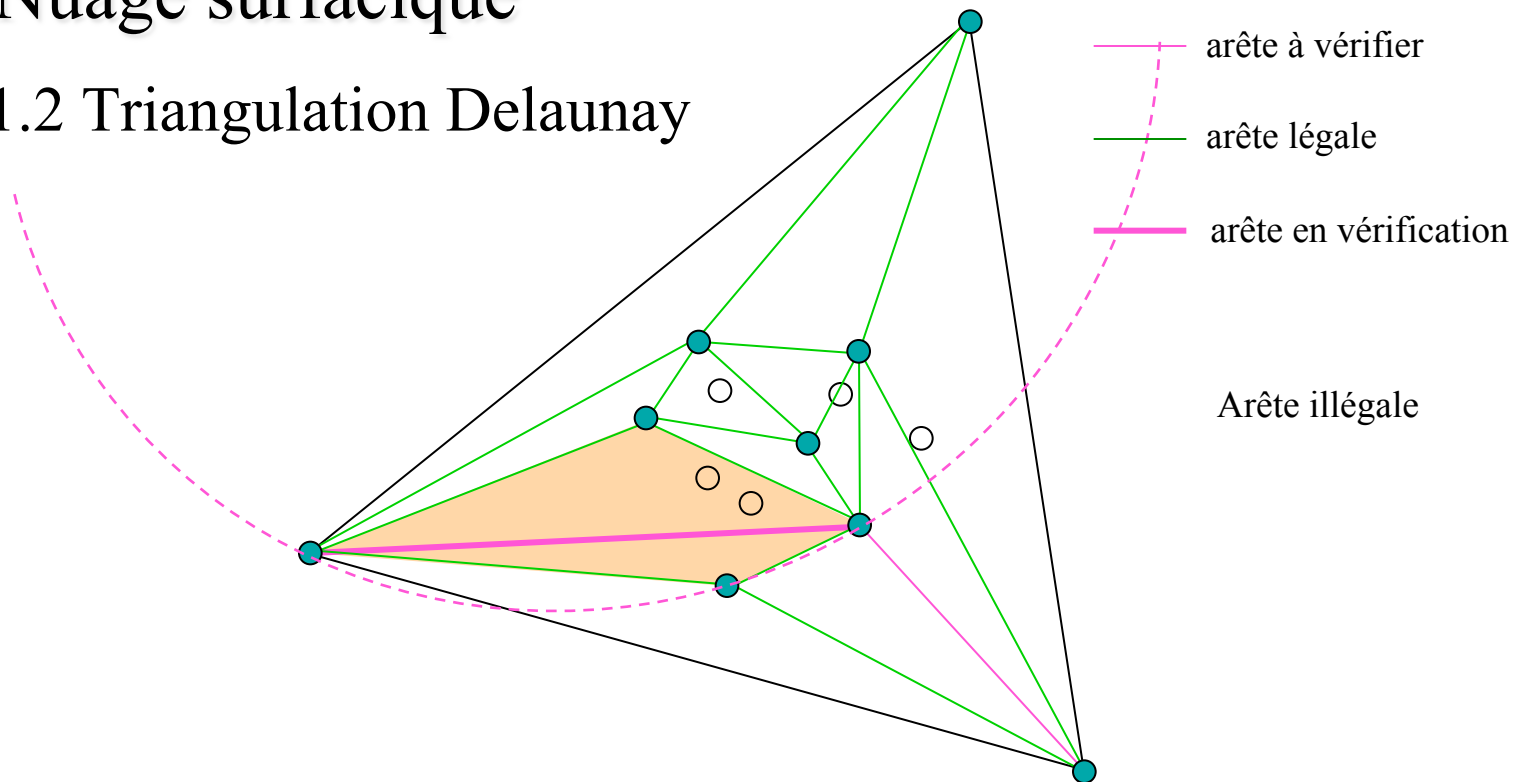 Nuage surfacique
1.2 Triangulation Delaunay
arête à vérifier
arête légale
arête en vérification
Arête illégale